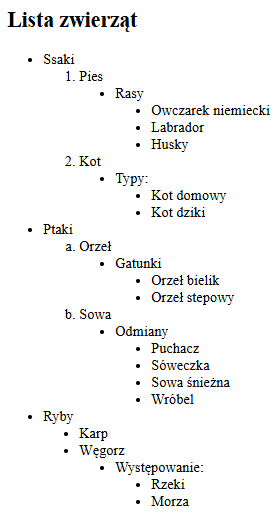 Lista zwierząt
• Ssaki
1. Pies
• Rasy
• Owczarek niemiecki
• Labrador
• Husky
2. Kot
• Typy:
• Kot domowy
• Kot dziki
• Ptaki
a. Orzeł
• Gatunki
• Orzeł bielik
• Orzeł stepowy
b. Sowa
• Odmiany
• Puchacz
• Sóweczka
• Sowa śnieżna
• Wróbel
• Ryby
• Karp
• Węgorz
• Występowanie:
• Rzeki
• Morza